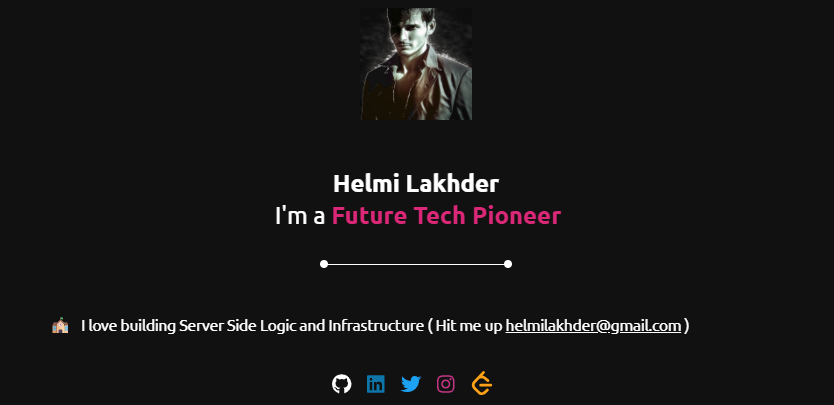 Helmi Lakhder
I'm a Future Tech Pioneer
I love building Server Side Logic and Infrastructure ( Hit me up helmilakhder@gmail.com )